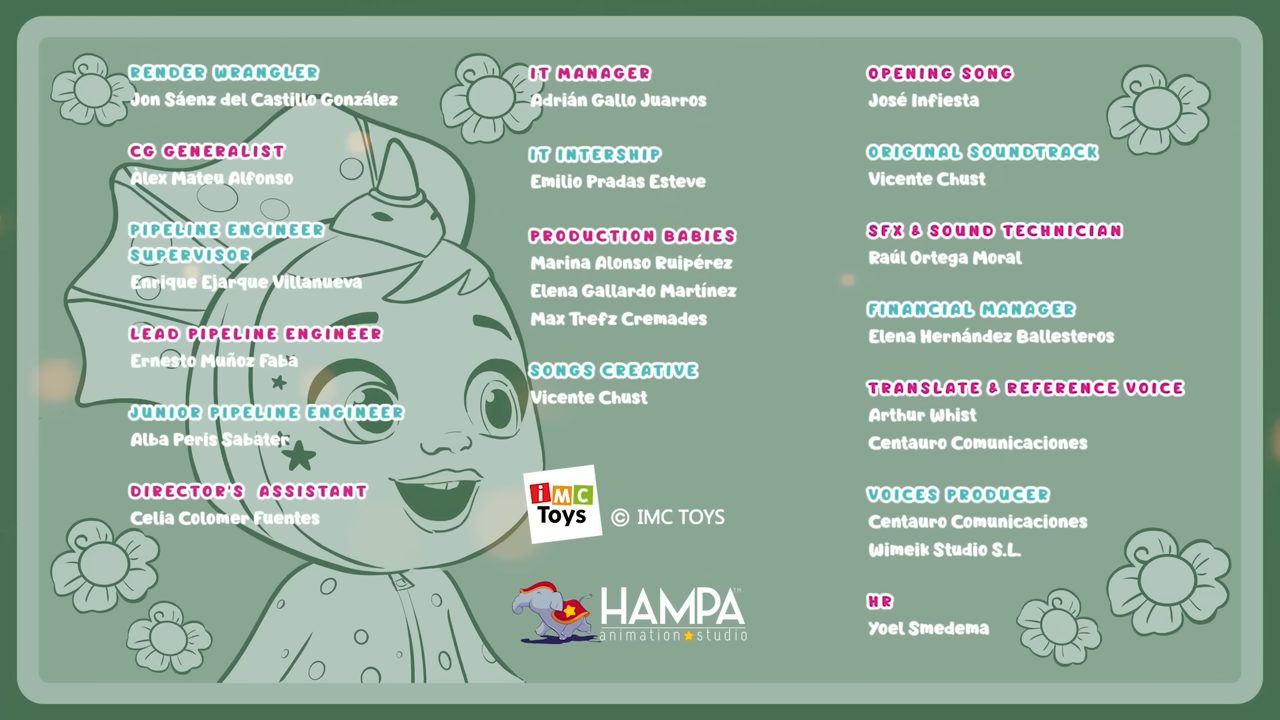 RENDER WRANGLER
Jon Sáenz del Castillo González
CG GENERALIST
Àlex Mateu Alfonso
PIPELINE ENGINEER
SUPERVISOR
Enrique Ejarque Villanueva
LEAD PIPELINE ENGINEER
Ernesto Muñoz Faba
JUNIOR PIPELINE ENGINEER
Alba Peris Sabater
DIRECTOR'S ASSISTANT
Celia Colomer Fuentes
IT MANAGER
Adrián Gallo Juarros
IT INTERSHIP
Emilio Pradas Esteve
PRODUCTION BABIES
Marina Alonso Ruipérez
Elena Gallardo Martínez
Max Trefz Cremades
SONGS CREATIVE
Vicente Chust
iMC
Toys
© IMC TOYS
HAMPA™
animation studio
OPENING SONG
José Infiesta
ORIGINAL SOUNDTRACK
Vicente Chust
SFX & SOUND TECHNICIAN
Raúl Ortega Moral
FINANCIAL MANAGER
Elena Hernández Ballesteros
TRANSLATE & REFERENCE VOICE
Arthur Whist
Centauro Comunicaciones
VOICES PRODUCER
Centauro Comunicaciones
Wimeik Studio S.L.
HR
Yoel Smedema